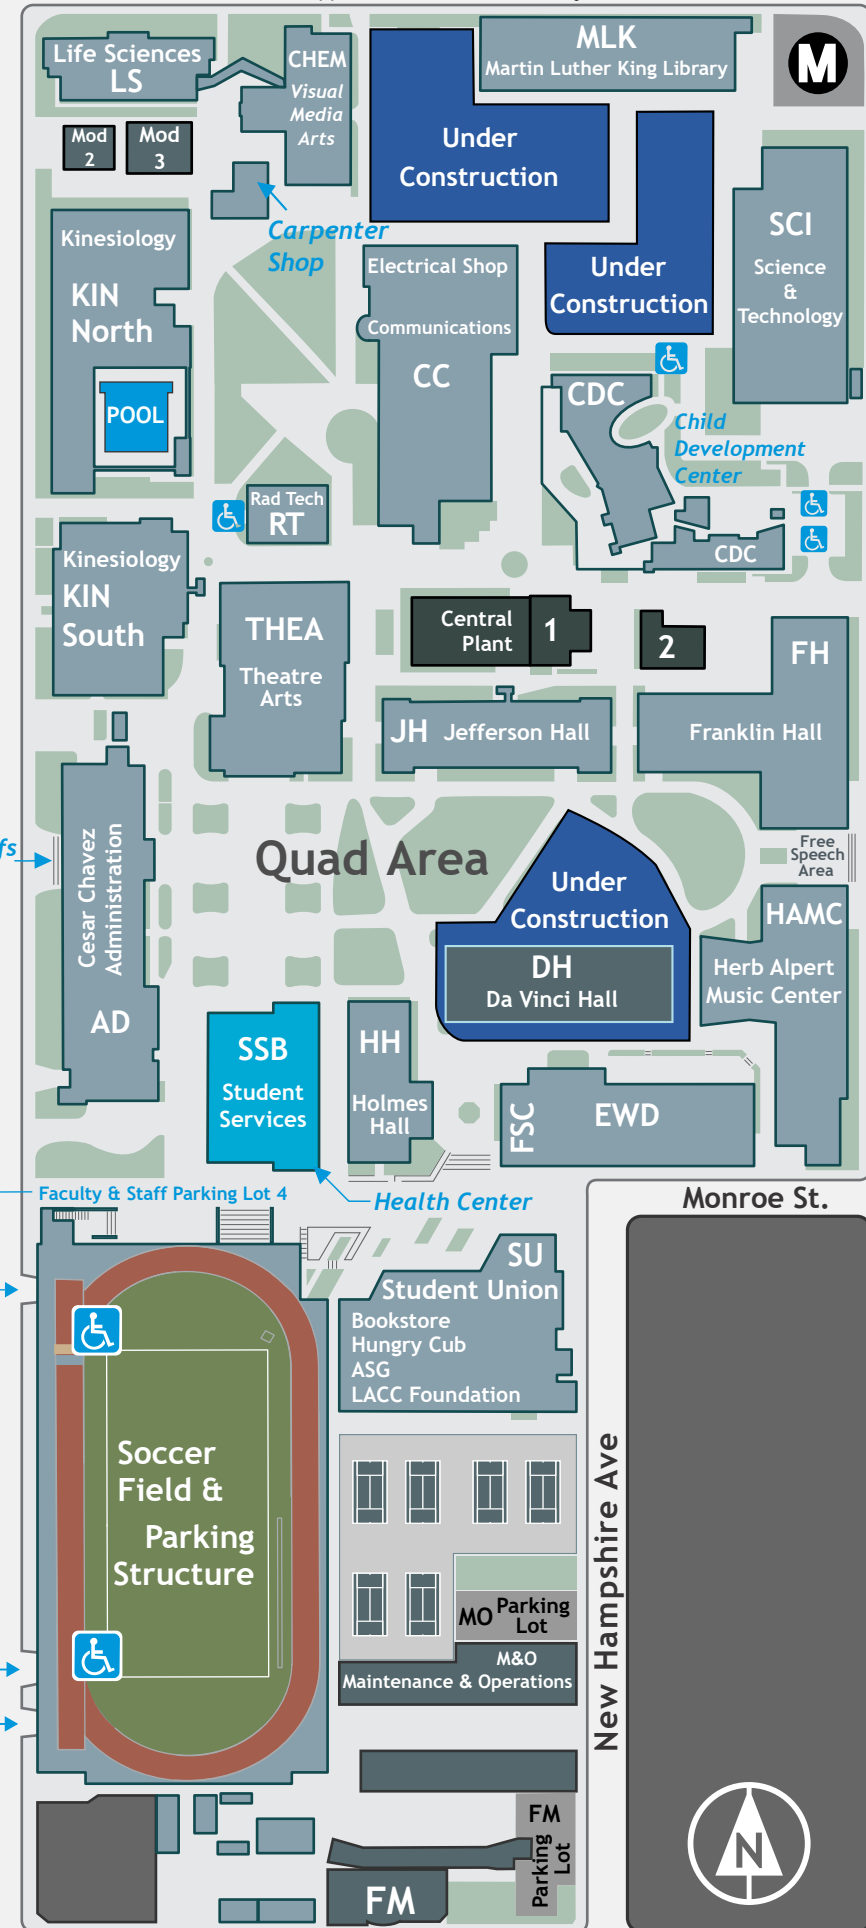 Life Sciences
LS
CHEM
Visual
Media
Arts
MLK
Martin Luther King Library
M
Mod
2
Mod
3
Under
Construction
Carpenter
Shop
Kinesiology
KIN
North
POOL
Electrical Shop
Communications
CC
Under
Construction
SCI
Science
&
Technology
CDC
Child
Development
Center
CDC
Rad Tech
RT
Kinesiology
KIN
South
THEA
Theatre
Arts
Central
Plant
1
2
FH
Franklin Hall
JH Jefferson Hall
Quad Area
Cesar Chavez
Administration
AD
Under
Construction
DH
Da Vinci Hall
Free
Speech
Area
HAMC
Herb Alpert
Music Center
SSB
Student
Services
HH
Holmes
Hall
FSC
EWD
Faculty & Staff Parking Lot 4
Health Center
Monroe St.
SU
Student Union
Bookstore
Hungry Cub
ASG
LACC Foundation
Soccer
Field &
Parking
Structure
New Hampshire Ave
MO Parking
Lot
M&O
Maintenance & Operations
FM
Parking
Lot
FM
N